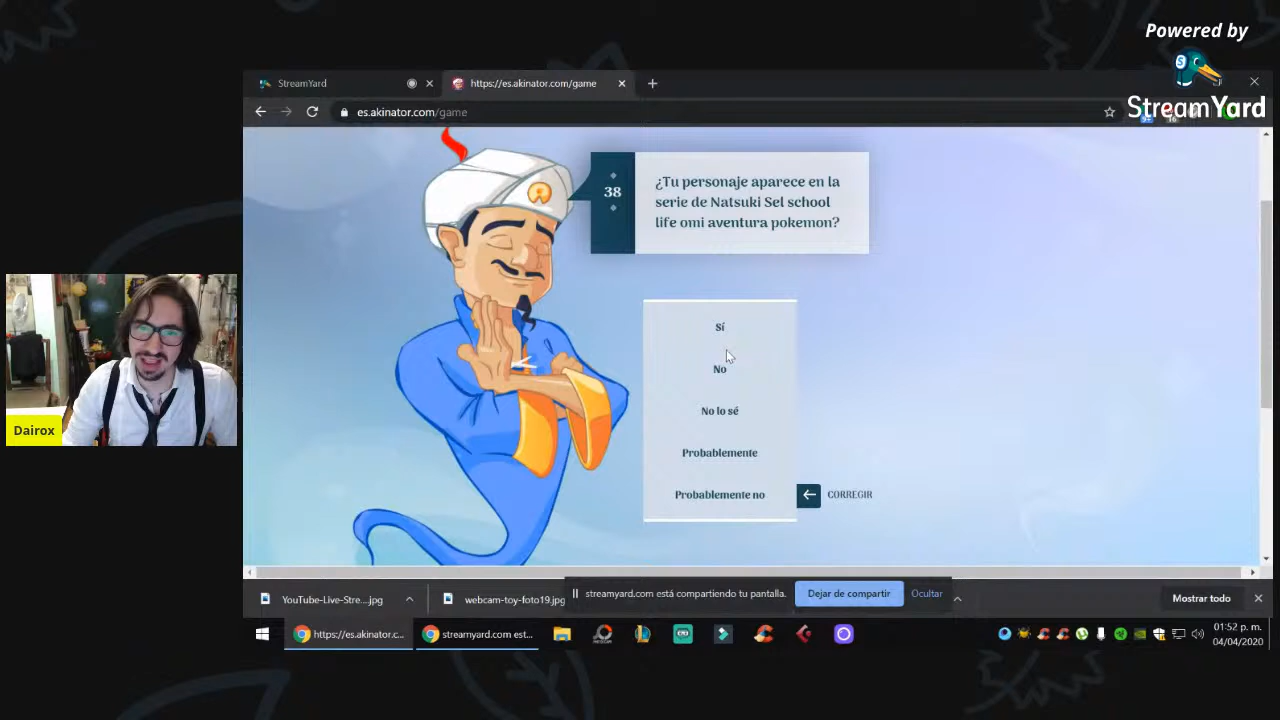 Powered by
StreamYard
StreamYard
https://es.akinator.com/game
es.akinator.com/game
38
¿Tu personaje aparece en la
serie de Natsuki Sel school
life omi aventura pokemon?
Sí
No
No lo sé
Probablemente
Probablemente no
CORREGIR
Dairox
YouTube-Live-Stre....jpg
webcam-toy-foto19.jpg
streamyard.com está compartiendo tu pantalla.
Dejar de compartir
Ocultar
Mostrar todo
https://es.akinator.c...
streamyard.com est...
01:52 p. m.
04/04/2020